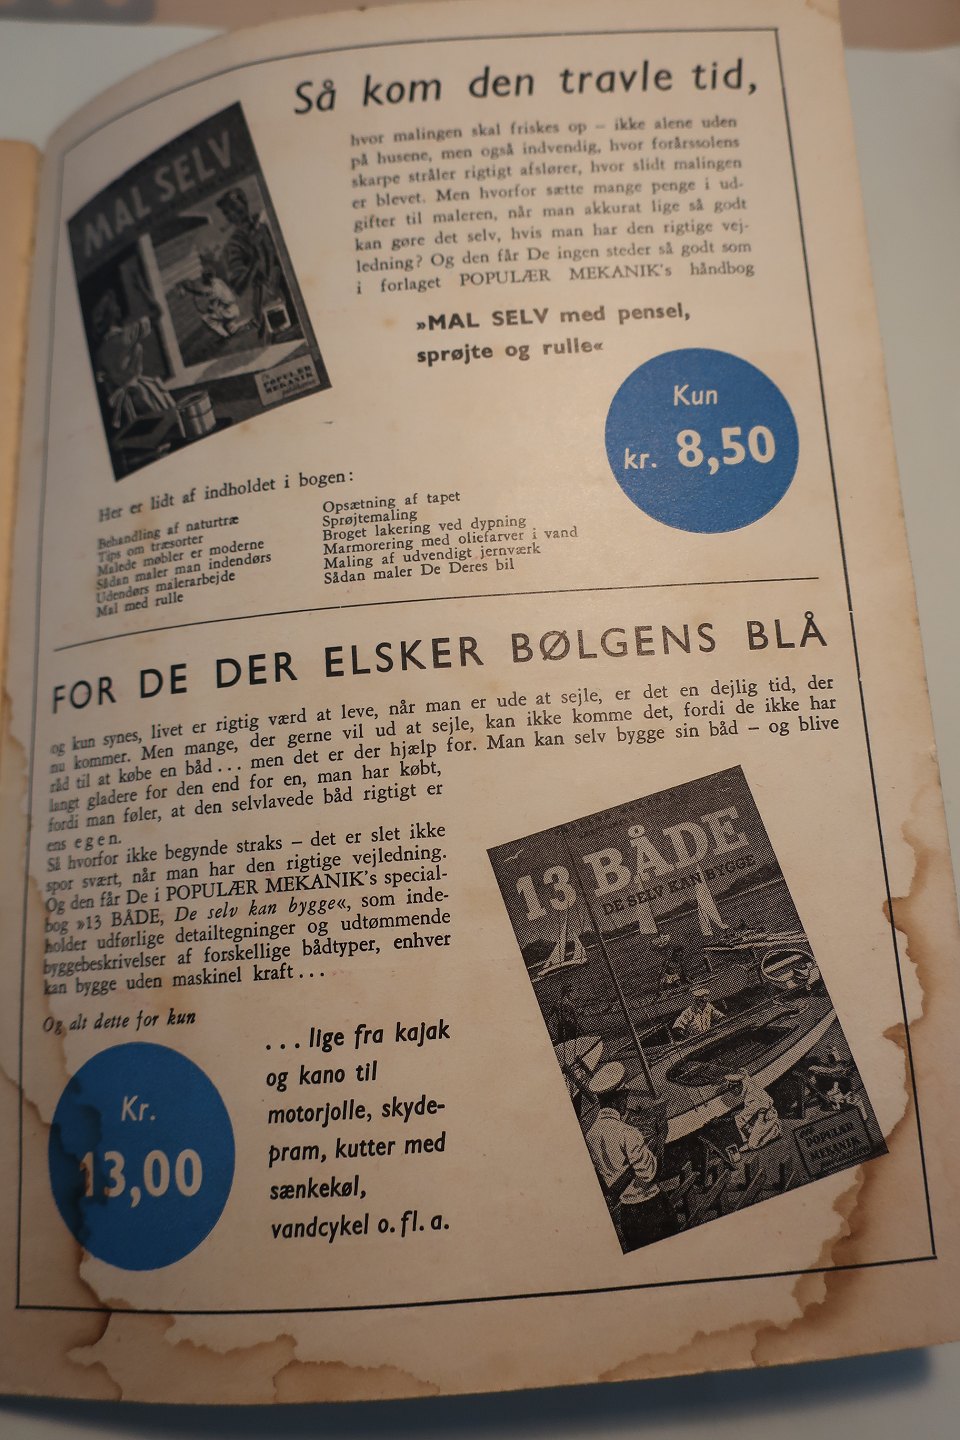 Så kom den travle tid,
MAL SELV
hvor malingen skal friskes op – ikke alene uden
på husene, men også indvendig, hvor forårssolens
skarpe stråler rigtigt afslører, hvor slidt malingen
er blevet. Men hvorfor sætte mange penge i ud-
gifter til maleren, når man akkurat lige så godt
kan gøre det selv, hvis man har den rigtige vej-
ledning? Og den får De ingen steder så godt som
i forlaget POPULÆR MEKANIK's håndbog
»MAL SELV med pensel,
sprøjte og rulle«
POPULÆR
MEKANIK
Kun
kr. 8,50
Her er lidt af indholdet i bogen:
Behandling af naturtræ
Tips om træsorter
Malede møbler er moderne
Sådan maler man indendørs
Udendørs malerarbejde
Mal med rulle
Opsætning af tapet
Sprøjtemaling
Broget lakering ved dypning
Marmorering med oliefarver i vand
Maling af udvendigt jernværk
Sådan maler De Deres bil
FOR DE DER ELSKER BØLGENS BLÅ
og kun synes, livet er rigtig værd at leve, når man er ude at sejle, er det en dejlig tid, der
nu kommer. Men mange, der gerne vil ud at sejle, kan ikke komme det, fordi de ikke har
råd til at købe en båd... men det er der hjælp for. Man kan selv bygge sin båd – og blive
langt gladere for den end for en, man har købt,
fordi man føler, at den selvlavede båd rigtigt er
ens egen.
Så hvorfor ikke begynde straks – det er slet ikke
spor svært, når man har den rigtige vejledning.
Og den får De i POPULÆR MEKANIK's special-
bog »13 BÅDE, De selv kan bygge«, som inde-
holder udførlige detailtegninger og udtømmende
byggebeskrivelser af forskellige bådtyper, enhver
kan bygge uden maskinel kraft...
Og alt dette for kun
Kr.
13,00
... lige fra kajak
og kano til
motorjolle, skyde-
pram, kutter med
sænkekøl,
vandcykel o. fl. a.
13 BÅDE
DE SELV KAN BYGGE
POPULÆR
MEKANIK